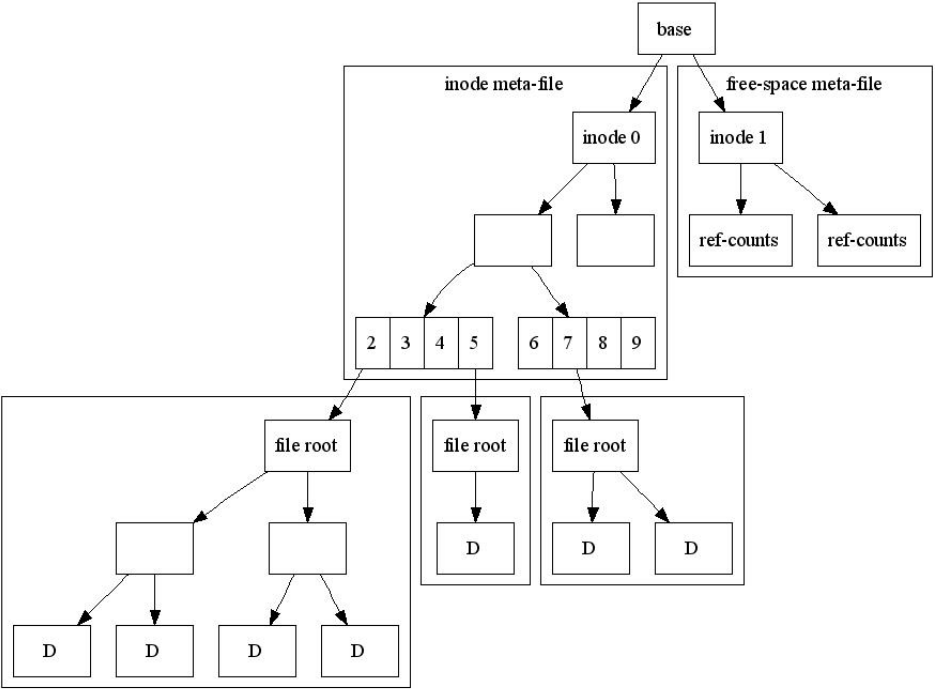 base
inode meta-file
free-space meta-file
inode 0
inode 1
ref-counts
ref-counts
2 3 4 5
6 7 8 9
file root
file root
file root
D
D
D
D
D
D
D